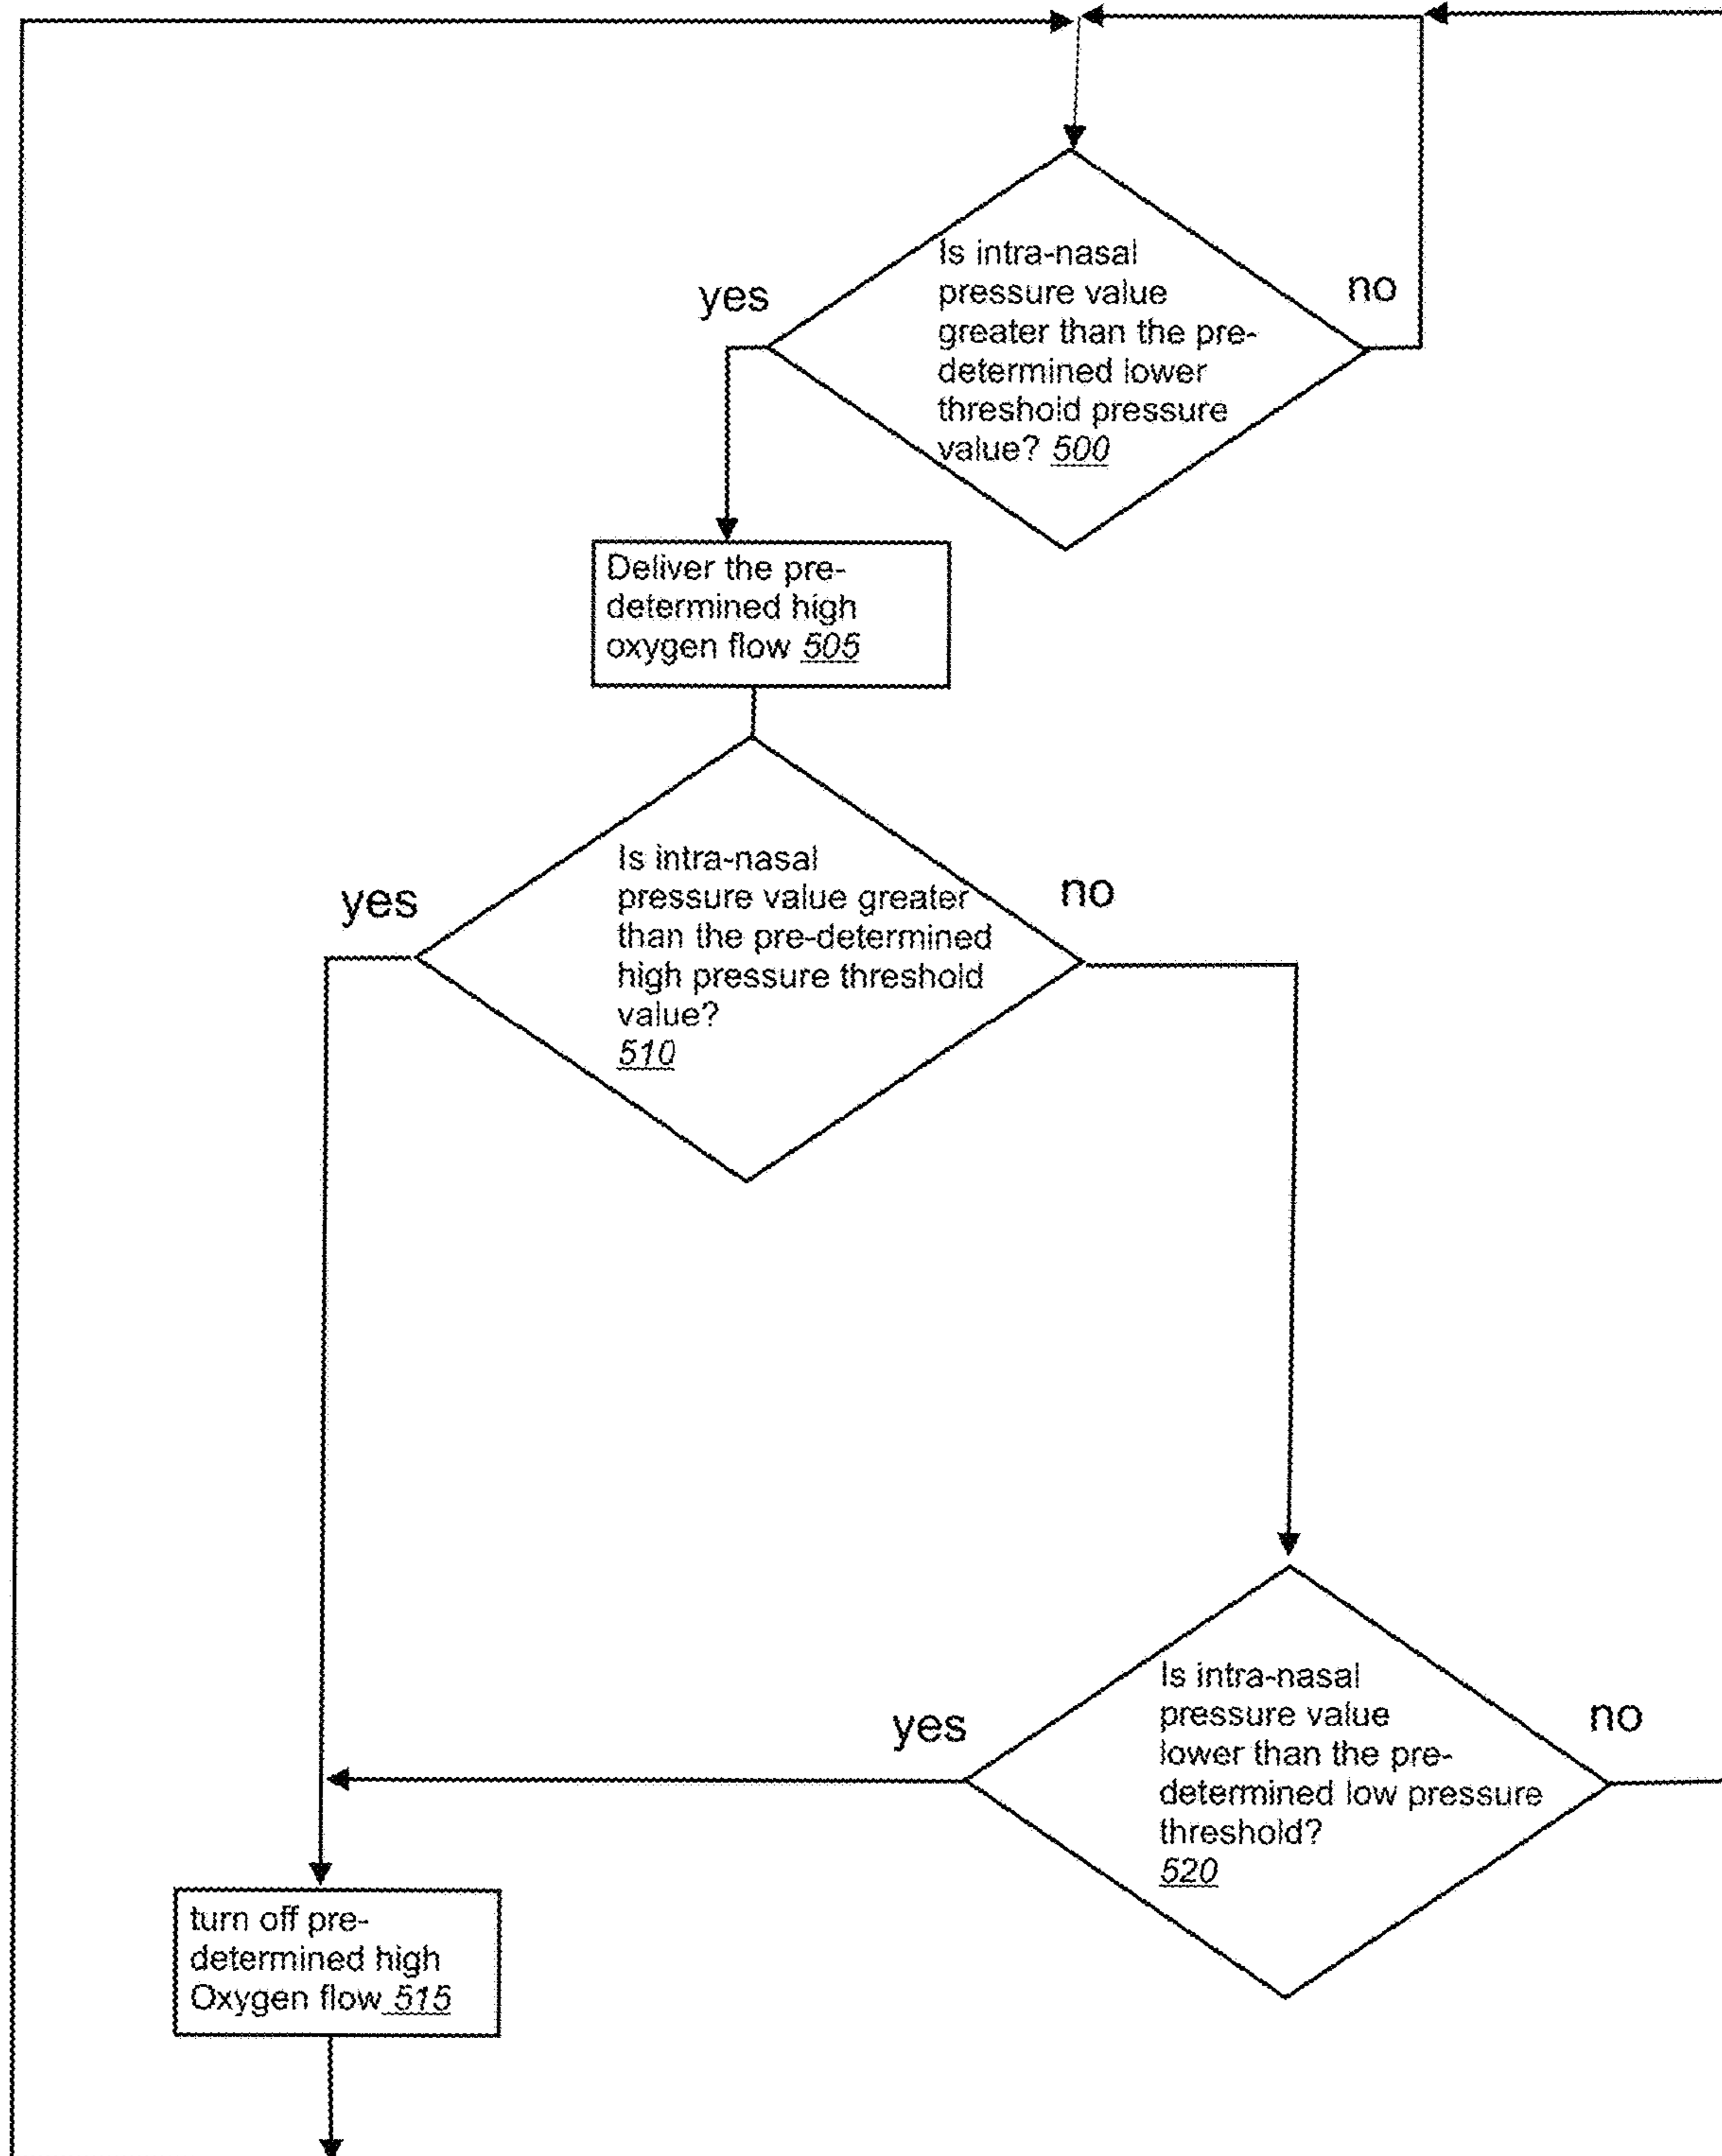 Is intra-nasal
pressure value
greater than the pre-
determined lower
threshold pressure
value? 500
yes
no
Deliver the pre-
determined high
oxygen flow 505
Is intra-nasal
pressure value greater
than the pre-determined
high pressure threshold
value?
510
yes
no
Is intra-nasal
pressure value
lower than the pre-
determined low pressure
threshold?
520
yes
no
turn off pre-
determined high
Oxygen flow 515